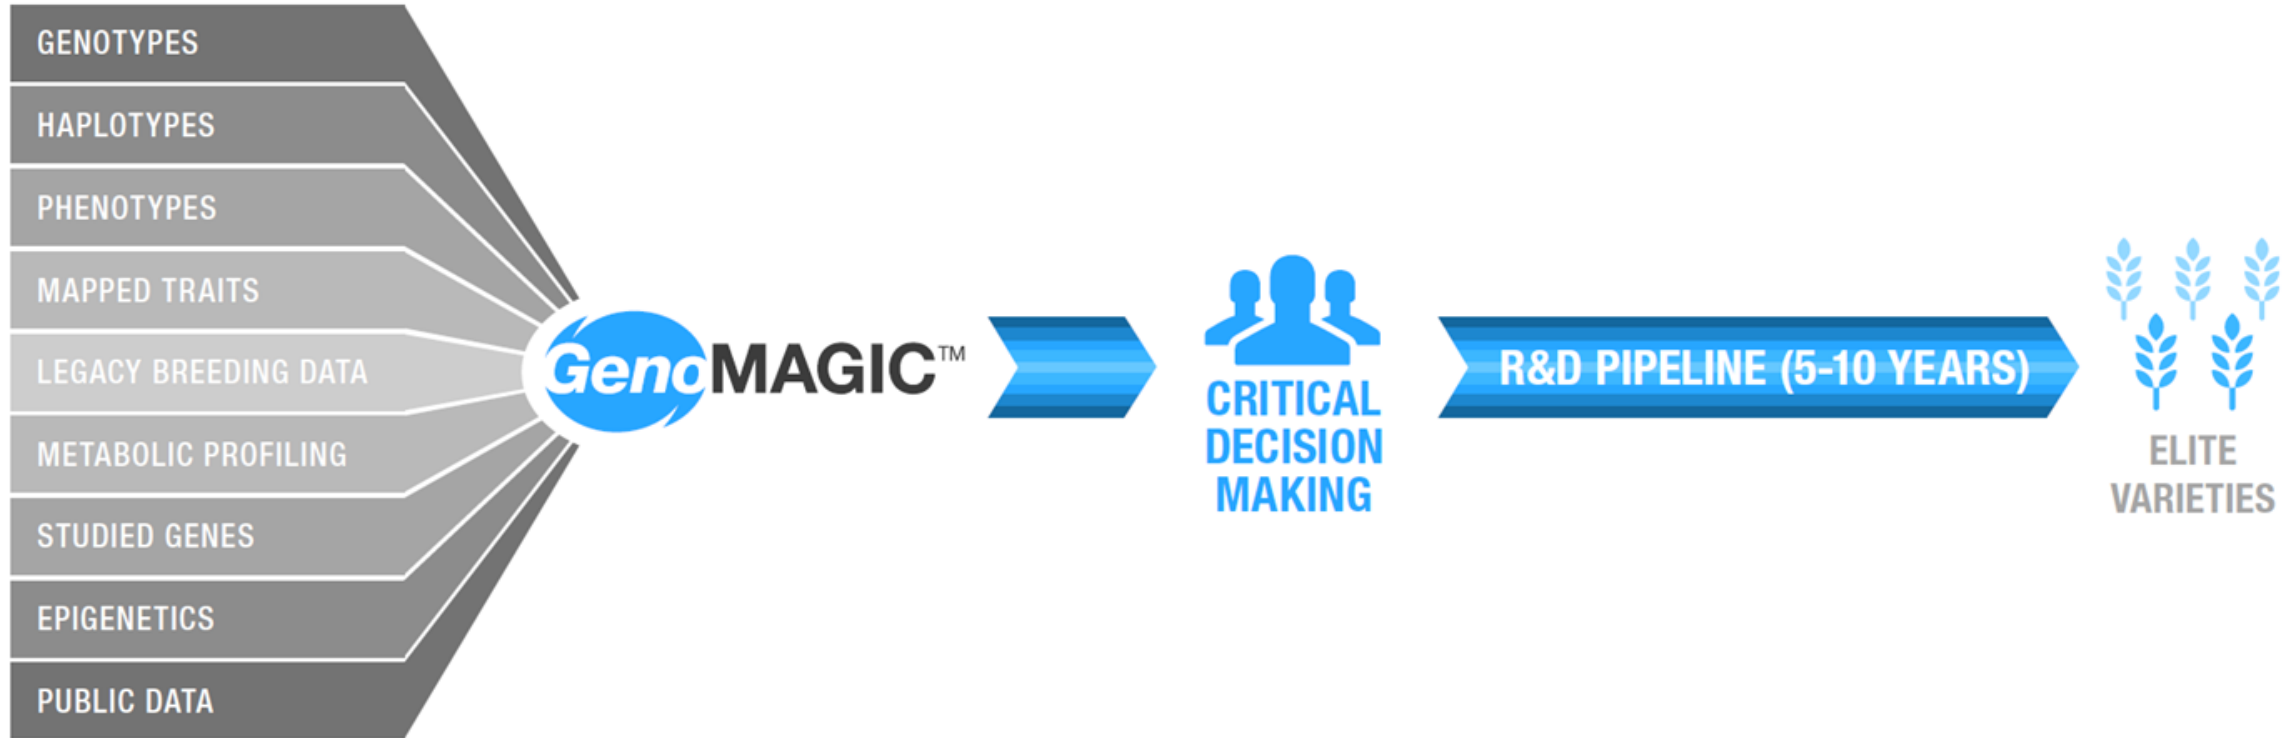 GENOTYPES
HAPLOTYPES
PHENOTYPES
MAPPED TRAITS
LEGACY BREEDING DATA
METABOLIC PROFILING
STUDIED GENES
EPIGENETICS
PUBLIC DATA
GenoMAGIC™
CRITICAL
DECISION
MAKING
R&D PIPELINE (5-10 YEARS)
ELITE
VARIETIES